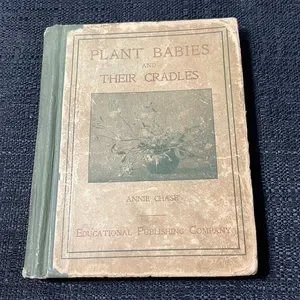 PLANT BABIES
AND
THEIR CRADLES
ANNIE CHASE
EDUCATIONAL PUBLISHING COMPANY